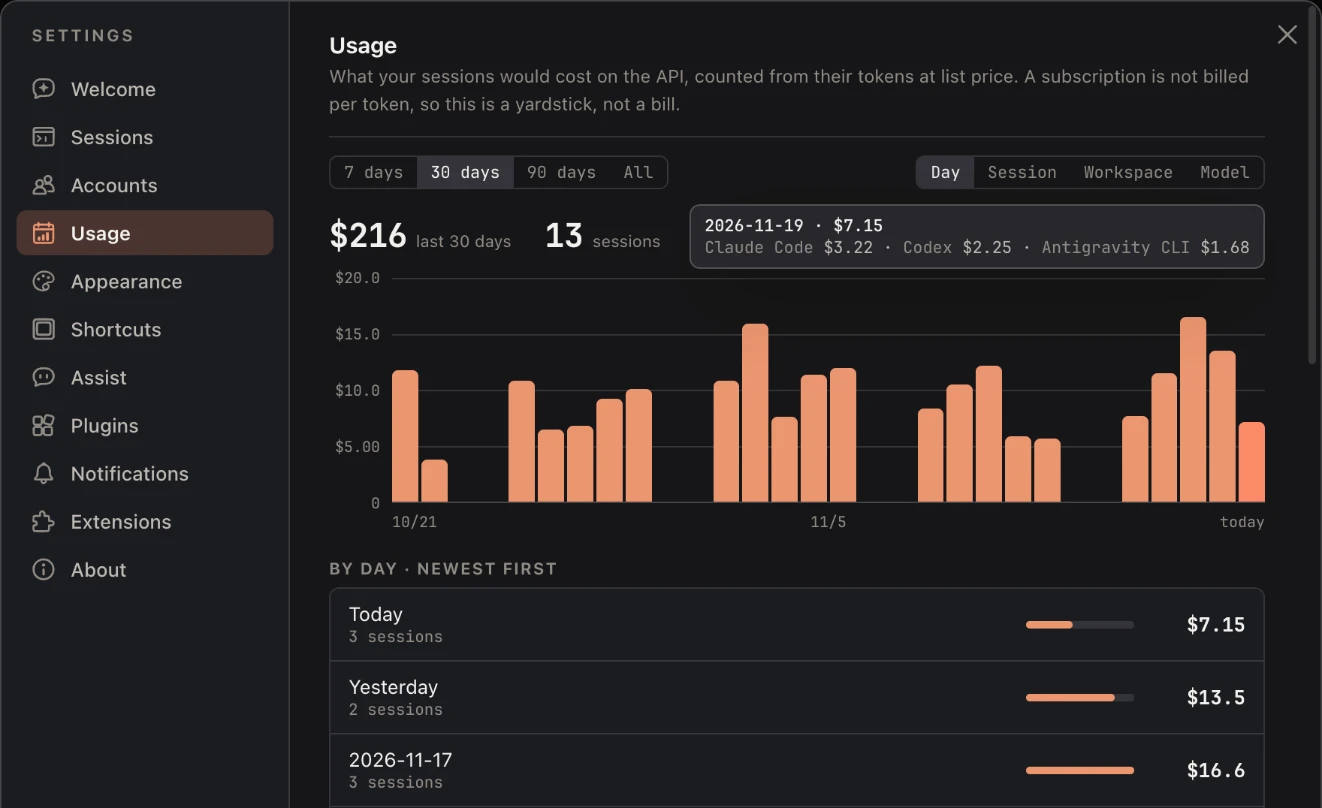 SETTINGS
Welcome
Sessions
Accounts
Usage
Appearance
Shortcuts
Assist
Plugins
Notifications
Extensions
About
Usage
What your sessions would cost on the API, counted from their tokens at list price. A subscription is not billed
per token, so this is a yardstick, not a bill.
7 days 30 days 90 days All
Day Session Workspace Model
$216 last 30 days 13 sessions
2026-11-19 · $7.15
Claude Code $3.22 · Codex $2.25 · Antigravity CLI $1.68
$20.0
$15.0
$10.0
$5.00
0
10/21 11/5 today
BY DAY · NEWEST FIRST
Today
3 sessions
$7.15
Yesterday
2 sessions
$13.5
2026-11-17
3 sessions
$16.6